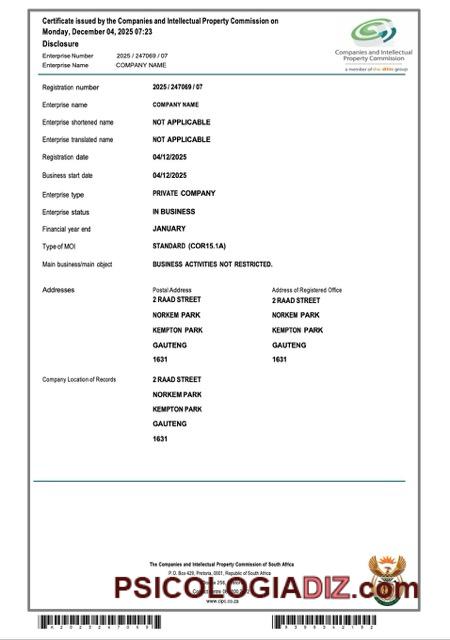 Certificate issued by the Companies and Intellectual Property Commission on
Monday, December 04, 2025 07:23
Disclosure
Enterprise Number 2025 / 247069 / 07
Enterprise Name COMPANY NAME
Companies and Intellectual
Property Commission
a member of the dtic group
Registration number 2025 / 247069 / 07
Enterprise name COMPANY NAME
Enterprise shortened name NOT APPLICABLE
Enterprise translated name NOT APPLICABLE
Registration date 04/12/2025
Business start date 04/12/2025
Enterprise type PRIVATE COMPANY
Enterprise status IN BUSINESS
Financial year end JANUARY
Type of MOI STANDARD (COR15.1A)
Main business/main object BUSINESS ACTIVITIES NOT RESTRICTED.
Addresses Postal Address Address of Registered Office
2 RAAD STREET 2 RAAD STREET
NORKEM PARK NORKEM PARK
KEMPTON PARK KEMPTON PARK
GAUTENG GAUTENG
1631 1631
Company Location of Records 2 RAAD STREET
NORKEM PARK
KEMPTON PARK
GAUTENG
1631
The Companies and Intellectual Property Commission of South Africa
P.O. Box 429, Pretoria, 0001, Republic of South Africa
PSICOLOGIADIZ.com
www.cipc.co.za